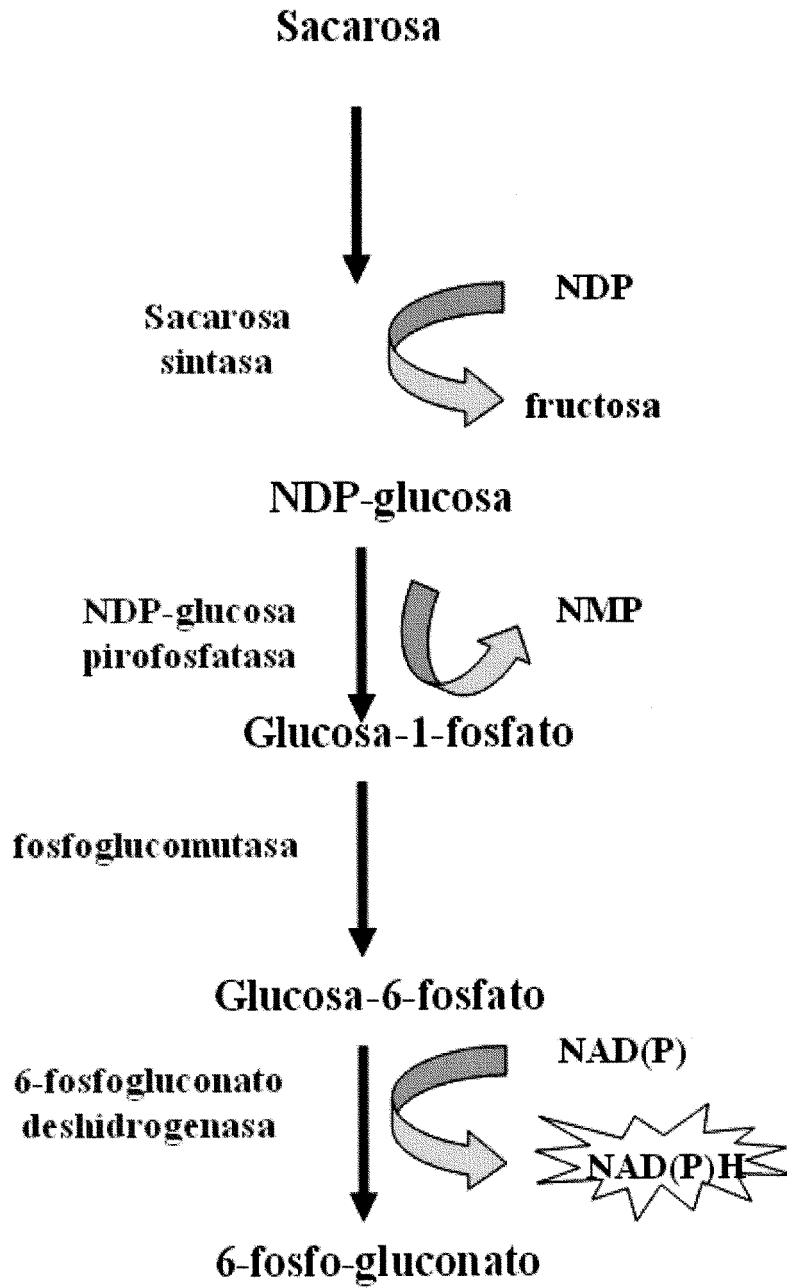 Sacarosa
NDP
Sacarosa
sintasa
fructosa
NDP-glucosa
NDP-glucosa
pirofosfatasa
NMP
Glucosa-1-fosfato
fosfoglucomutasa
Glucosa-6-fosfato
NAD(P)
6-fosfogluconato
deshidrogenasa
NAD(P)H
6-fosfo-gluconato